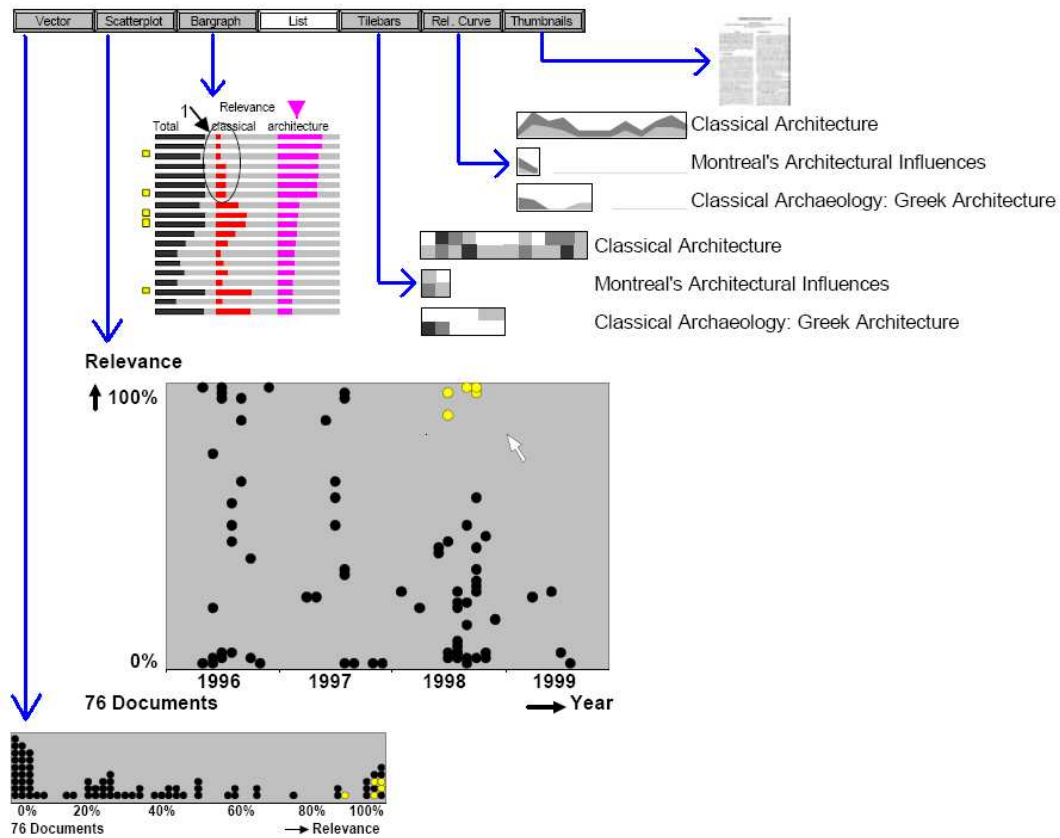 Vector Scatterplot Bargraph List Tilebars Rel. Curve Thumbnails
1
Relevance
Total classical architecture
Classical Architecture
Montreal's Architectural Influences
Classical Archaeology: Greek Architecture
Classical Architecture
Montreal's Architectural Influences
Classical Archaeology: Greek Architecture
Relevance
100%
0%
1996 1997 1998 1999
76 Documents Year
0% 20% 40% 60% 80% 100%
76 Documents Relevance